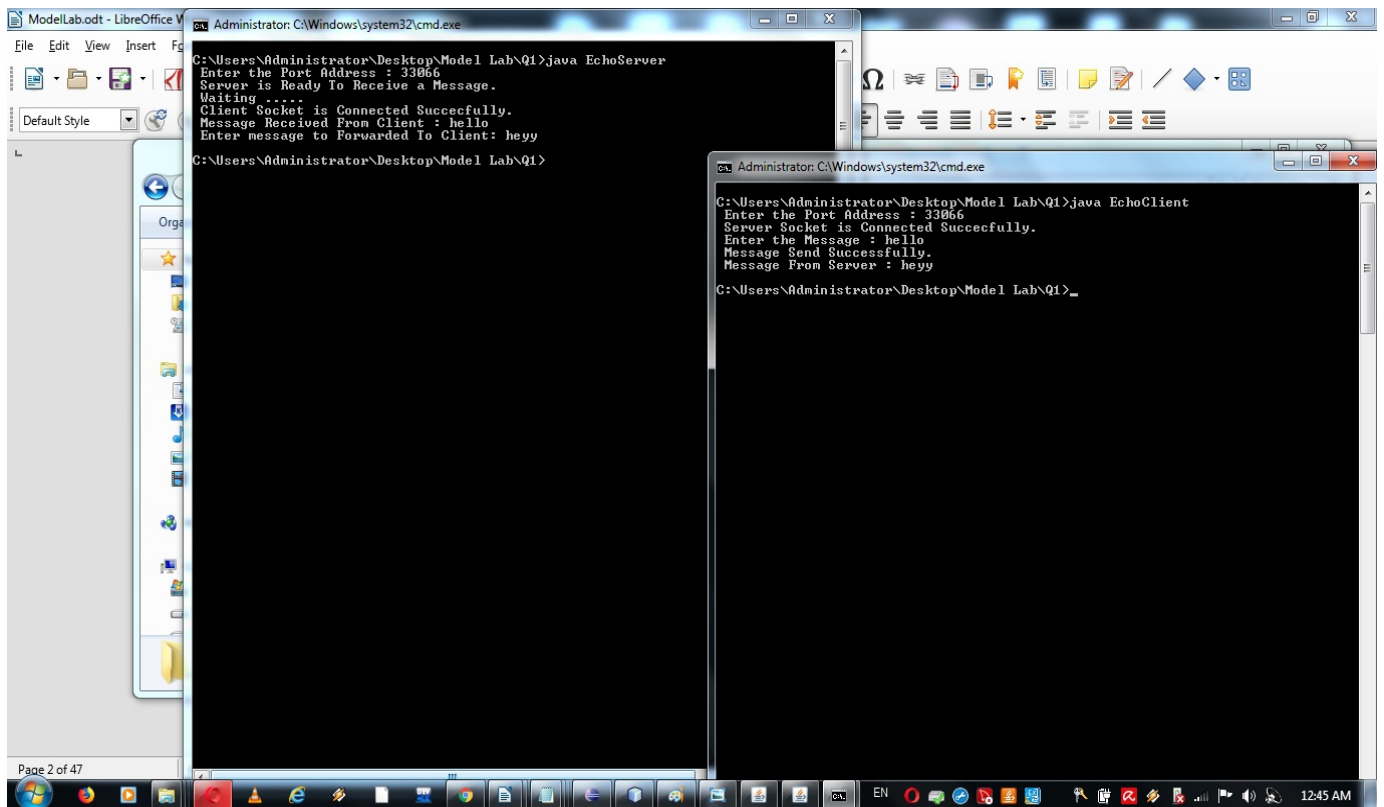 ModelLab.odt - LibreOffice W
File Edit View Insert Fo
Default Style
Orga
Administrator: C:\Windows\system32\cmd.exe
C:\Users\Administrator\Desktop\Model Lab\Q1>java EchoServer
Enter the Port Address : 33066
Server is Ready To Receive a Message.
Waiting .....
Client Socket is Connected Succecfully.
Message Received From Client : hello
Enter message to Forwarded To Client: heyy
C:\Users\Administrator\Desktop\Model Lab\Q1>
Administrator: C:\Windows\system32\cmd.exe
C:\Users\Administrator\Desktop\Model Lab\Q1>java EchoClient
Enter the Port Address : 33066
Server Socket is Connected Succecfully.
Enter the Message : hello
Message Send Successfully.
Message From Server : heyy
C:\Users\Administrator\Desktop\Model Lab\Q1>_
Page 2 of 47
EN
12:45 AM